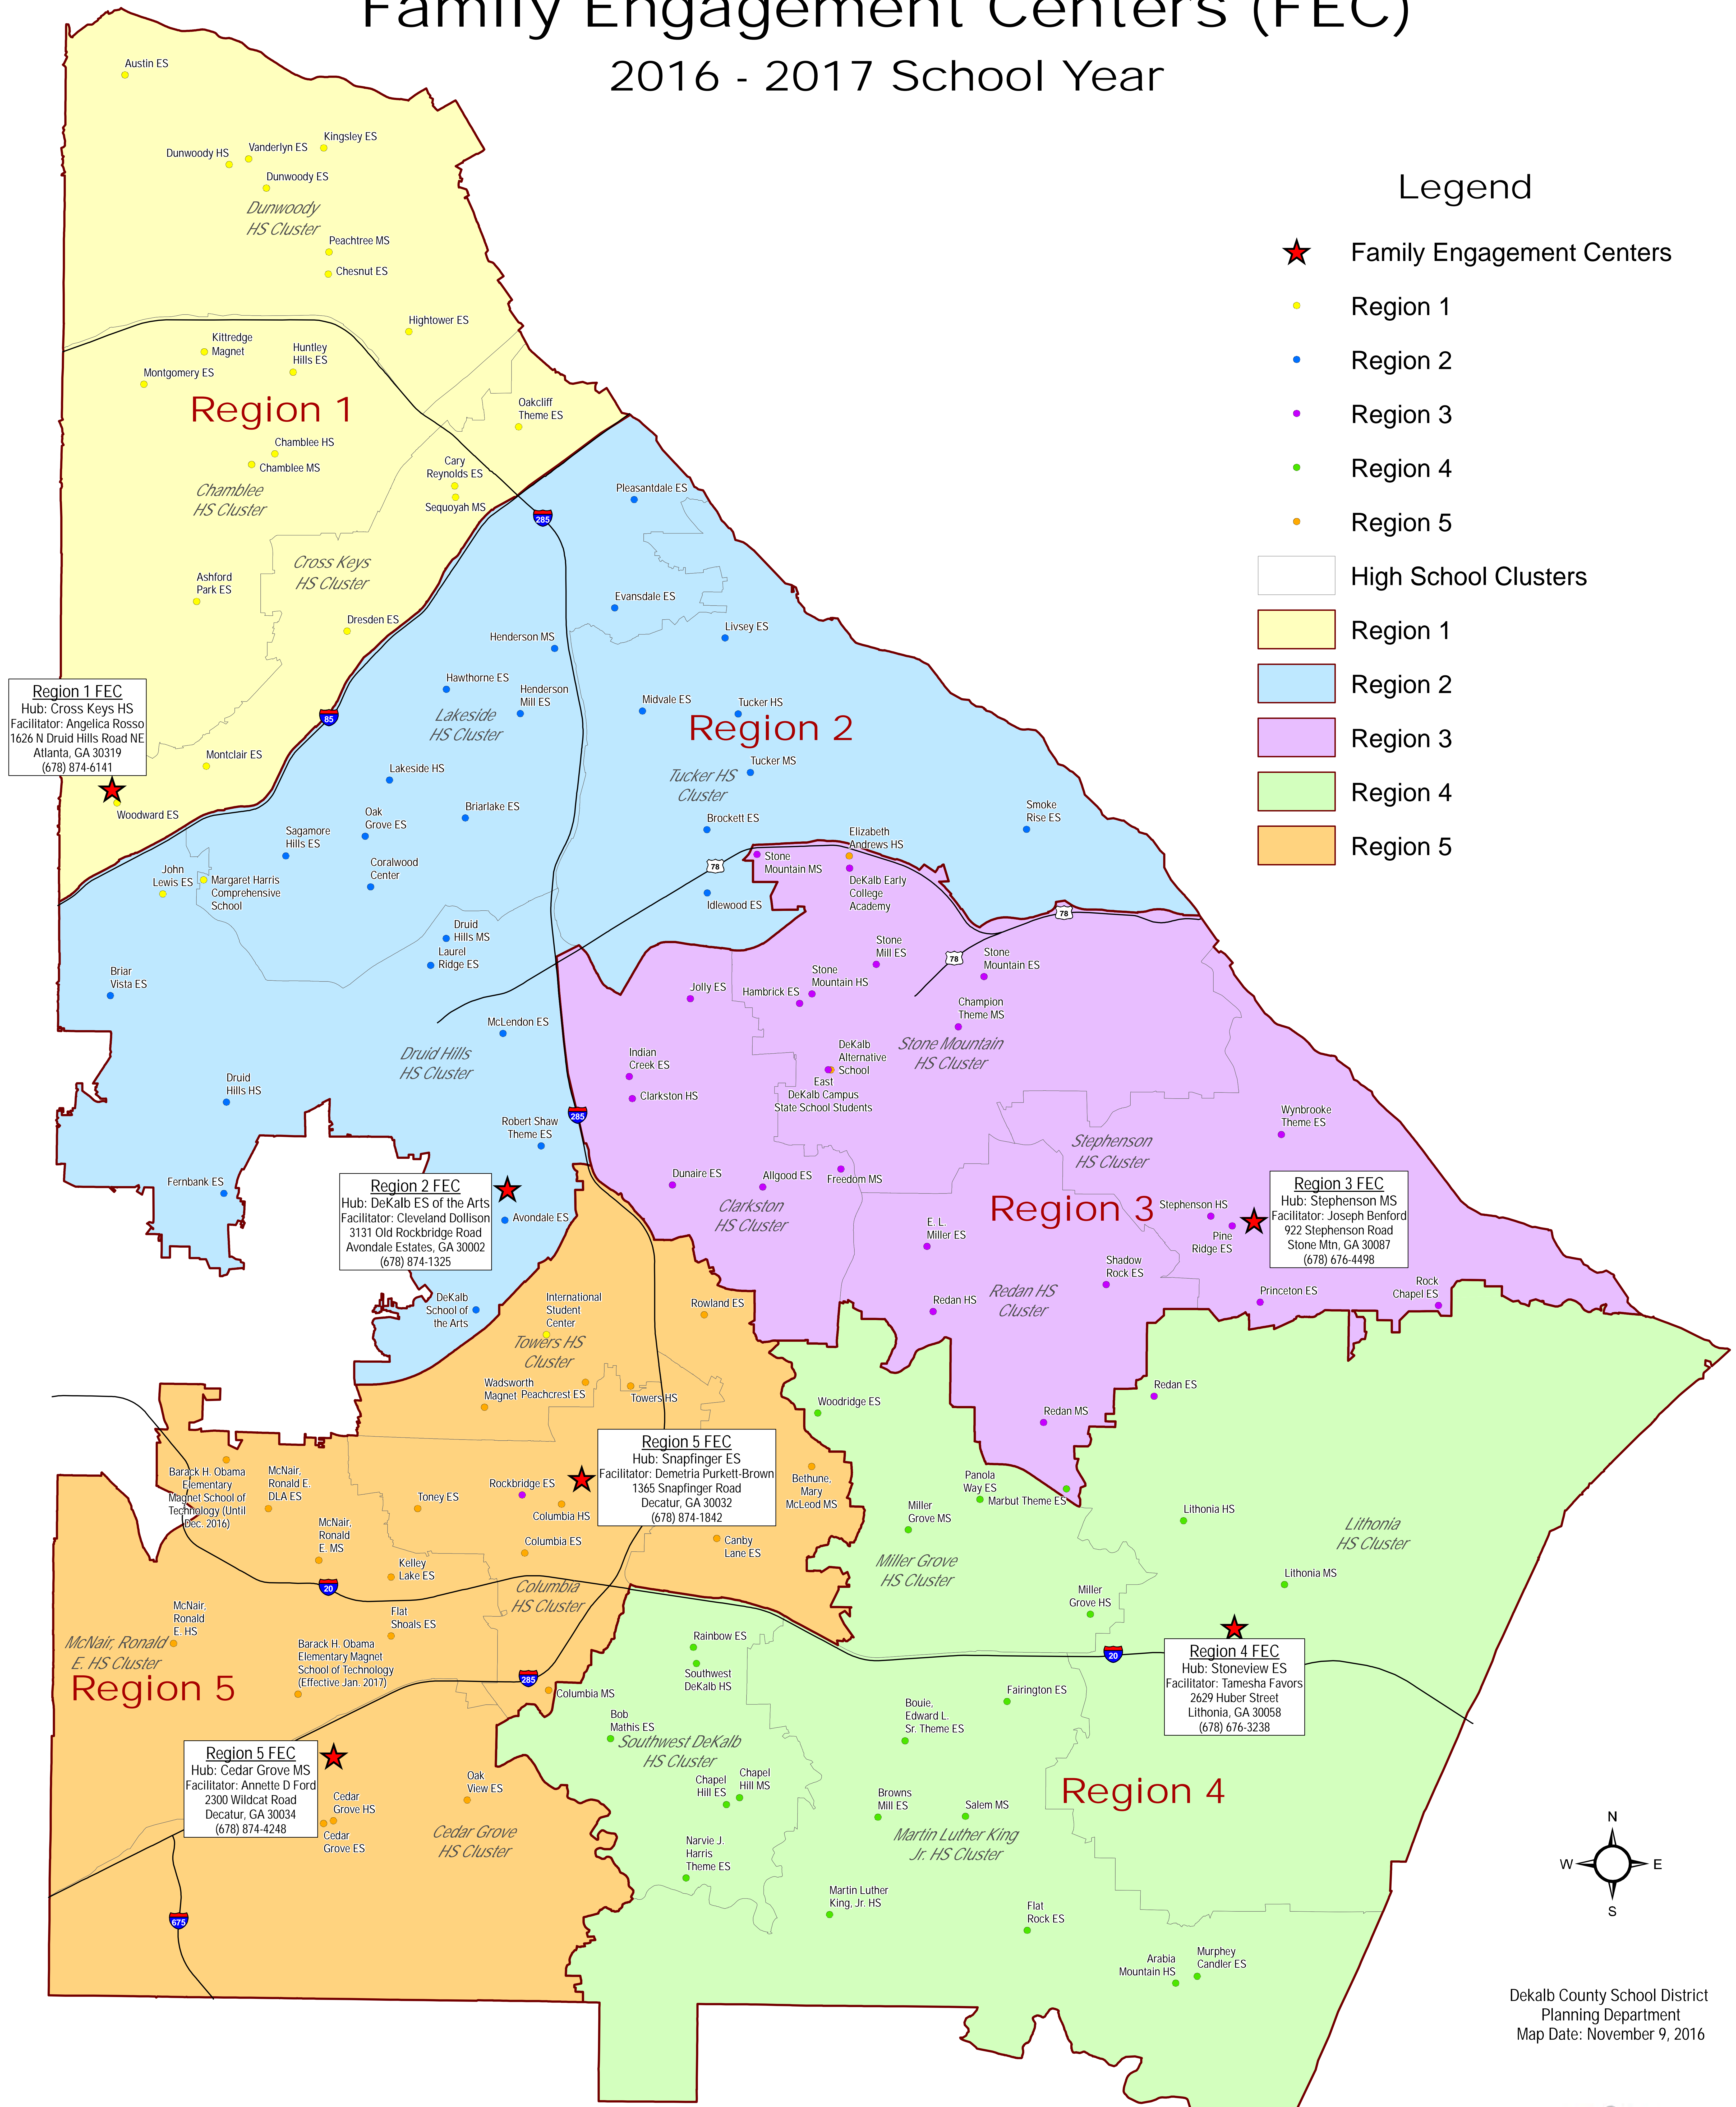 Family Engagement Centers (FEC)
2016 - 2017 School Year
Legend
Family Engagement Centers
Region 1
Region 2
Region 3
Region 4
Region 5
High School Clusters
Region 1
Region 2
Region 3
Region 4
Region 5
Austin ES
Kingsley ES
Vanderlyn ES
Dunwoody HS
Dunwoody ES
Dunwoody
HS Cluster
Peachtree MS
Chesnut ES
Hightower ES
Kittredge
Magnet
Huntley
Hills ES
Montgomery ES
Region 1
Oakcliff
Theme ES
Chamblee HS
Chamblee MS
Cary
Reynolds ES
Sequoyah MS
Chamblee
HS Cluster
Cross Keys
HS Cluster
Ashford
Park ES
Dresden ES
Region 1 FEC
Hub: Cross Keys HS
Facilitator: Angelica Rosso
1626 N Druid Hills Road NE
Atlanta, GA 30319
(678) 874-6141
Montclair ES
Woodward ES
285
85
Pleasantdale ES
Evansdale ES
Livsey ES
Henderson MS
Hawthorne ES
Henderson
Mill ES
Midvale ES
Tucker HS
Lakeside
HS Cluster
Region 2
Lakeside HS
Tucker MS
Tucker HS
Cluster
Briarlake ES
Oak
Grove ES
Sagamore
Hills ES
Brockett ES
Smoke
Rise ES
Elizabeth
Andrews HS
John
Lewis ES
Margaret Harris
Comprehensive
School
Coralwood
Center
78
Stone
Mountain MS
DeKalb Early
College
Academy
Idlewood ES
78
Druid
Hills MS
Laurel
Ridge ES
Stone
Mill ES
78
Stone
Mountain ES
Briar
Vista ES
Jolly ES
Hambrick ES
Stone
Mountain HS
Champion
Theme MS
McLendon ES
Druid Hills
HS Cluster
Indian
Creek ES
Clarkston HS
DeKalb
Alternative
School
East
DeKalb Campus
State School Students
Stone Mountain
HS Cluster
Druid
Hills HS
285
Robert Shaw
Theme ES
Wynbrooke
Theme ES
Stephenson
HS Cluster
Fernbank ES
Region 2 FEC
Hub: DeKalb ES of the Arts
Facilitator: Cleveland Dollison
3131 Old Rockbridge Road
Avondale Estates, GA 30002
(678) 874-1325
Avondale ES
Dunaire ES
Allgood ES
Freedom MS
Clarkston
HS Cluster
Region 3
Stephenson HS
Pine
Ridge ES
Region 3 FEC
Hub: Stephenson MS
Facilitator: Joseph Benford
922 Stephenson Road
Stone Mtn, GA 30087
(678) 676-4498
E. L.
Miller ES
Shadow
Rock ES
Redan HS
Redan HS
Cluster
Princeton ES
Rock
Chapel ES
DeKalb
School of
the Arts
International
Student
Center
Rowland ES
Towers HS
Cluster
Wadsworth
Magnet
Peachcrest ES
Towers HS
Woodridge ES
Redan ES
Redan MS
Region 5 FEC
Hub: Snapfinger ES
Facilitator: Demetria Purkett-Brown
1365 Snapfinger Road
Decatur, GA 30032
(678) 874-1842
Barack H. Obama
Elementary
Magnet School of
Technology (Until
Dec. 2016)
McNair,
Ronald E.
DLA ES
Rockbridge ES
Toney ES
Columbia HS
Bethune,
Mary
McLeod MS
Panola
Way ES
Marbut Theme ES
Miller
Grove MS
Lithonia HS
Lithonia
HS Cluster
McNair,
Ronald
E. MS
Columbia ES
Canby
Lane ES
Kelley
Lake ES
Miller Grove
HS Cluster
Lithonia MS
20
Columbia
HS Cluster
Miller
Grove HS
McNair,
Ronald
E. HS
Flat
Shoals ES
McNair, Ronald
E. HS Cluster
Barack H. Obama
Elementary Magnet
School of Technology
(Effective Jan. 2017)
Region 5
285
Columbia MS
Rainbow ES
Southwest
DeKalb HS
20
Region 4 FEC
Hub: Stoneview ES
Facilitator: Tamesha Favors
2629 Huber Street
Lithonia, GA 30058
(678) 676-3238
Fairington ES
Bouie,
Edward L.
Sr. Theme ES
Bob
Mathis ES
Southwest DeKalb
HS Cluster
Region 5 FEC
Hub: Cedar Grove MS
Facilitator: Annette D Ford
2300 Wildcat Road
Decatur, GA 30034
(678) 874-4248
Oak
View ES
Cedar
Grove HS
Cedar
Grove ES
Cedar Grove
HS Cluster
Chapel
Hill ES
Chapel
Hill MS
Browns
Mill ES
Salem MS
Region 4
Martin Luther King
Jr. HS Cluster
Narvie J.
Harris
Theme ES
Martin Luther
King, Jr. HS
Flat
Rock ES
675
Arabia
Mountain HS
Murphey
Candler ES
N
W
E
S
Dekalb County School District
Planning Department
Map Date: November 9, 2016